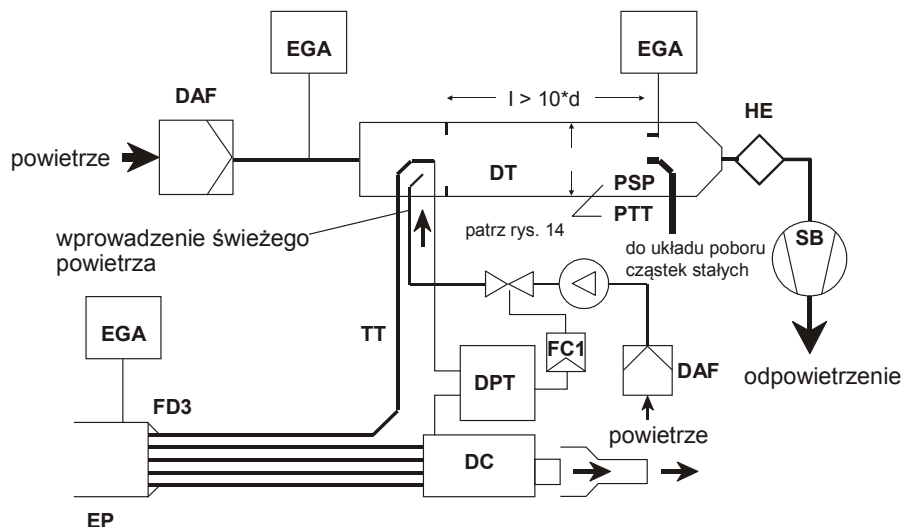 EGA
EGA
DAF
l > 10*d
HE
powietrze
DT
PSP
PTT
SB
wprowadzenie świeżego
powietrza
patrz rys. 14
do układu poboru
cząstek stałych
EGA
TT
FC1
DPT
DAF
odpowietrzenie
FD3
powietrze
DC
EP